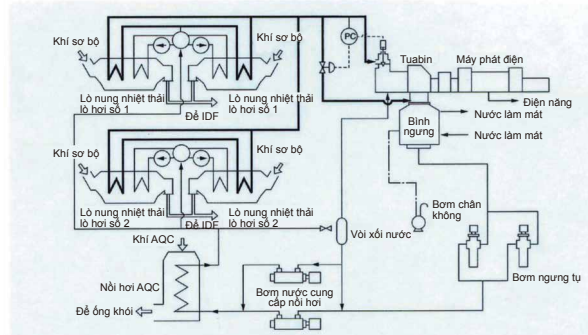 Khí sơ bộ
Khí sơ bộ
Lò nung nhiệt thải
lò hơi số 1
Để IDF
Lò nung nhiệt thải
lò hơi số 1
Khí sơ bộ
Khí sơ bộ
Lò nung nhiệt thải
lò hơi số 2
Để IDF
Lò nung nhiệt thải
lò hơi số 2
Khí AQC
Nồi hơi AQC
Để ống khói
PC
Tuabin
Máy phát điện
Điện năng
Bình
ngưng
Nước làm mát
Nước làm mát
Bơm chân
không
Vòi xối nước
Bơm nước cung
cấp nồi hơi
Bơm ngưng tụ